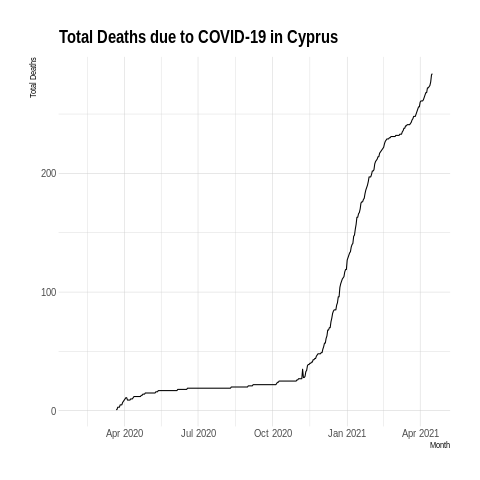 Total Deaths due to COVID-19 in Cyprus
Total Deaths
200
100
0
Apr 2020 Jul 2020 Oct 2020 Jan 2021 Apr 2021
Month